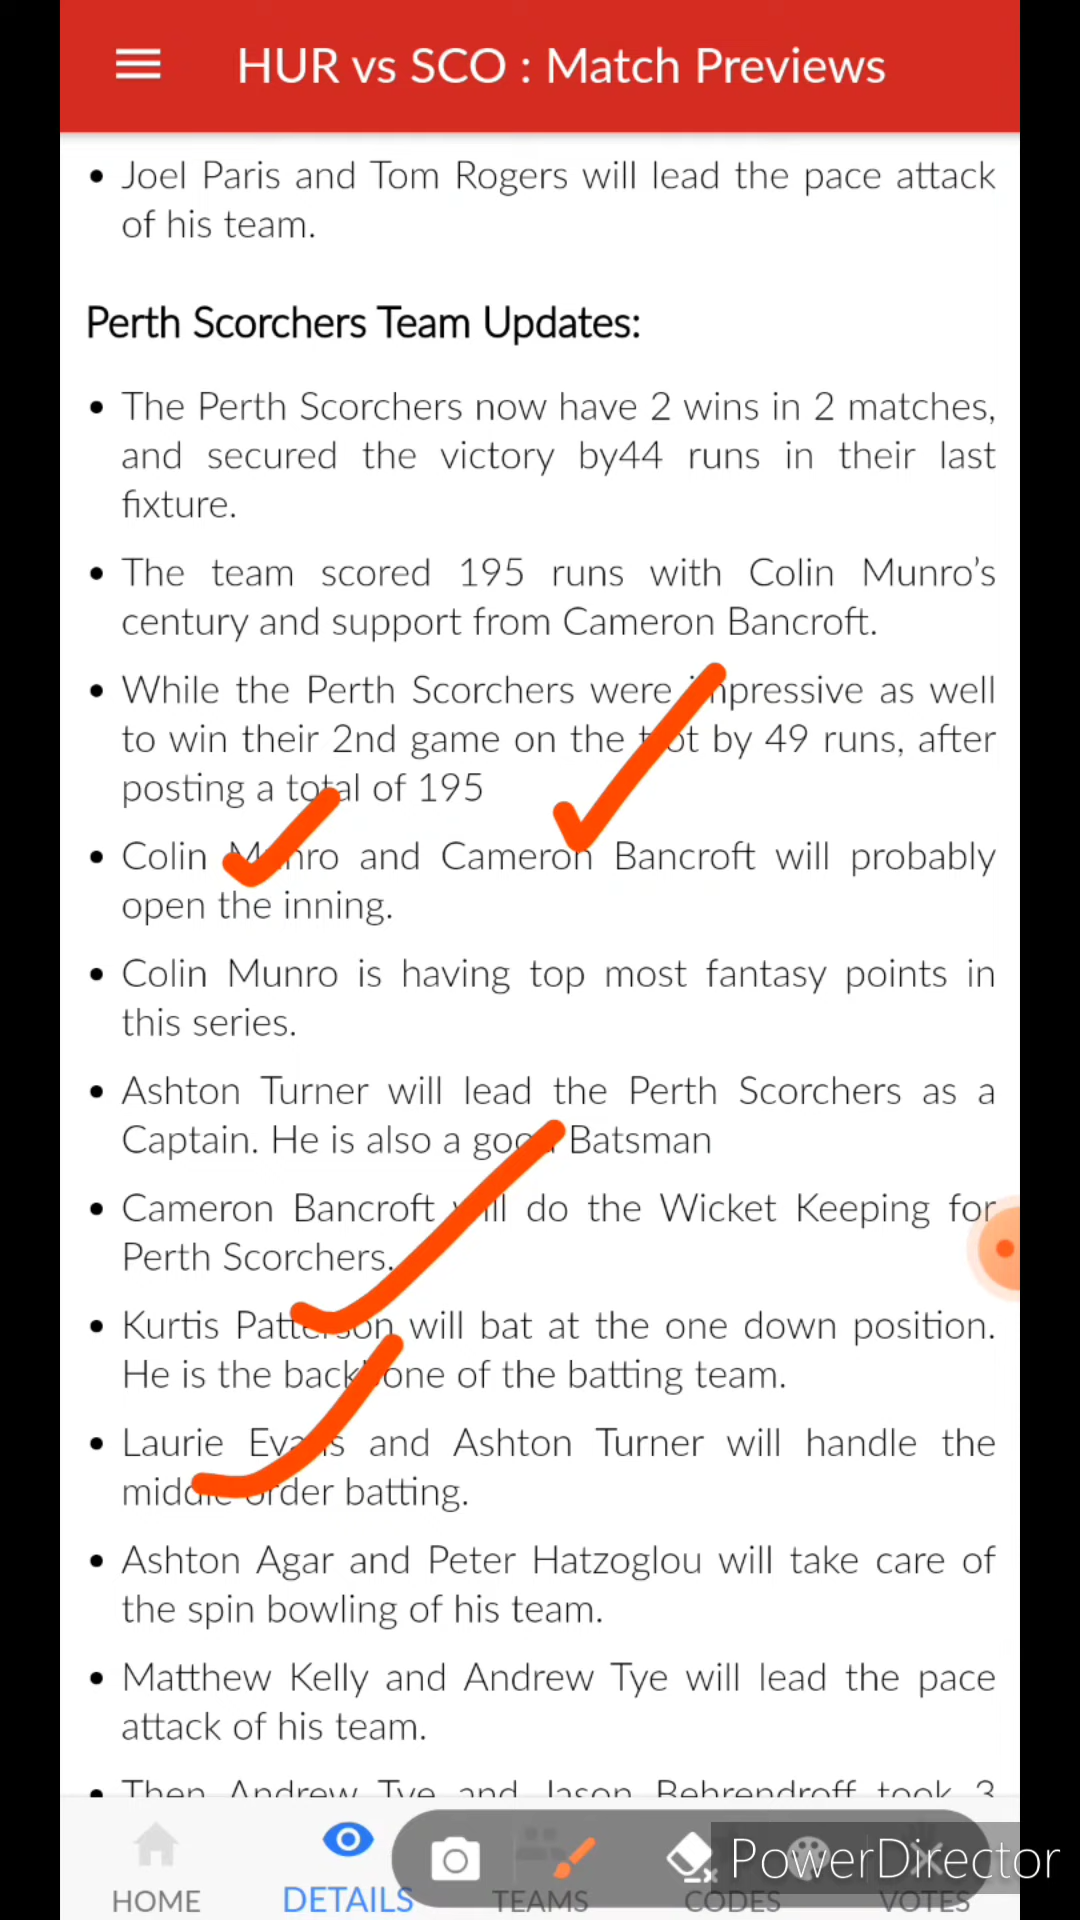 HUR vs SCO : Match Previews
• Joel Paris and Tom Rogers will lead the pace attack
of his team.
Perth Scorchers Team Updates:
• The Perth Scorchers now have 2 wins in 2 matches,
and secured the victory by44 runs in their last
fixture.
• The team scored 195 runs with Colin Munro's
century and support from Cameron Bancroft.
• While the Perth Scorchers were impressive as well
to win their 2nd game on the trot by 49 runs, after
posting a total of 195
• Colin Munro and Cameron Bancroft will probably
open the inning.
• Colin Munro is having top most fantasy points in
this series.
• Ashton Turner will lead the Perth Scorchers as a
Captain. He is also a good Batsman
• Cameron Bancroft will do the Wicket Keeping for
Perth Scorchers.
• Kurtis Patterson will bat at the one down position.
He is the backbone of the batting team.
• Laurie Evans and Ashton Turner will handle the
middle order batting.
• Ashton Agar and Peter Hatzoglou will take care of
the spin bowling of his team.
• Matthew Kelly and Andrew Tye will lead the pace
attack of his team.
• Then Andrew Tye and Jason Behrendroff took 3
PowerDirector
HOME DETAILS TEAMS CODES VOTES